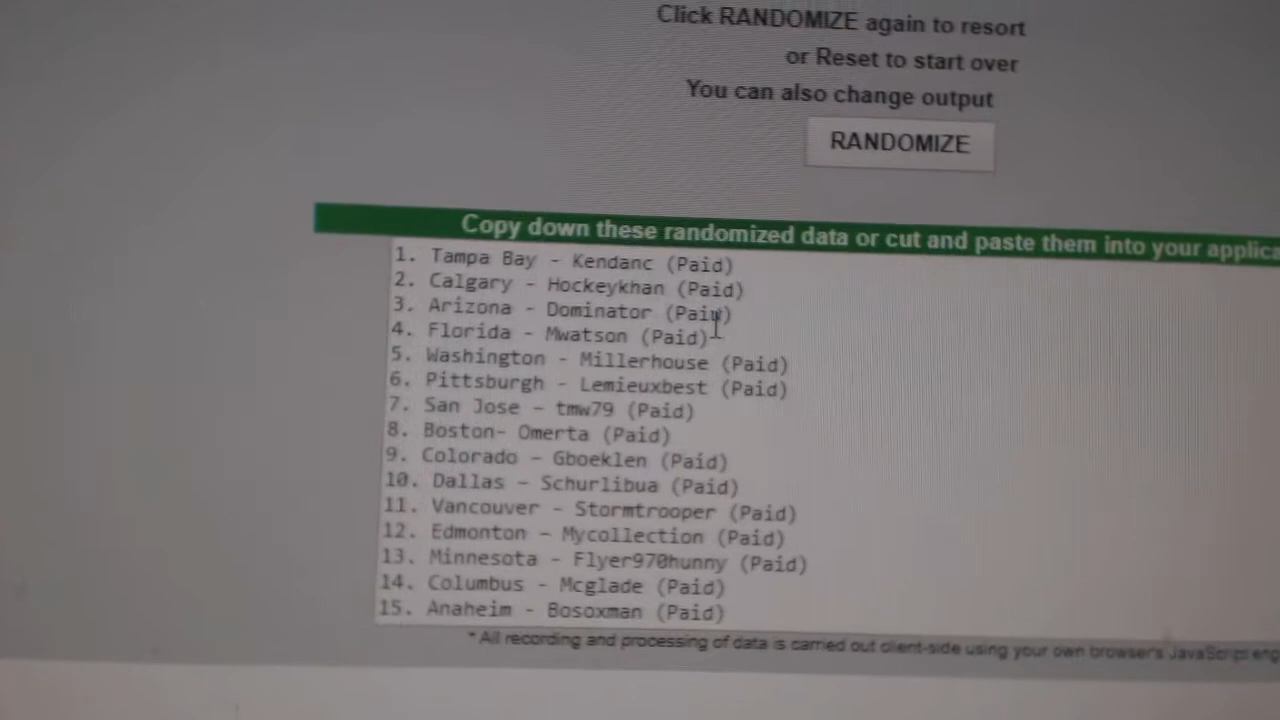 Click RANDOMIZE again to resort
or Reset to start over
You can also change output
RANDOMIZE
Copy down these randomized data or cut and paste them into your applica
1. Tampa Bay - Kendanc (Paid)
2. Calgary - Hockeykhan (Paid)
3. Arizona - Dominator (Paid)
4. Florida - Mwatson (Paid)
5. Washington - Millerhouse (Paid)
6. Pittsburgh - Lemieuxbest (Paid)
7. San Jose - tmw79 (Paid)
8. Boston- Omerta (Paid)
9. Colorado - Gboeklen (Paid)
10. Dallas - Schurlibua (Paid)
11. Vancouver - Stormtrooper (Paid)
12. Edmonton - Mycollection (Paid)
13. Minnesota - Flyer970hunny (Paid)
14. Columbus - Mcglade (Paid)
15. Anaheim - Bosoxman (Paid)
* All recording and processing of data is carried out client-side using your own browser's JavaScript eng